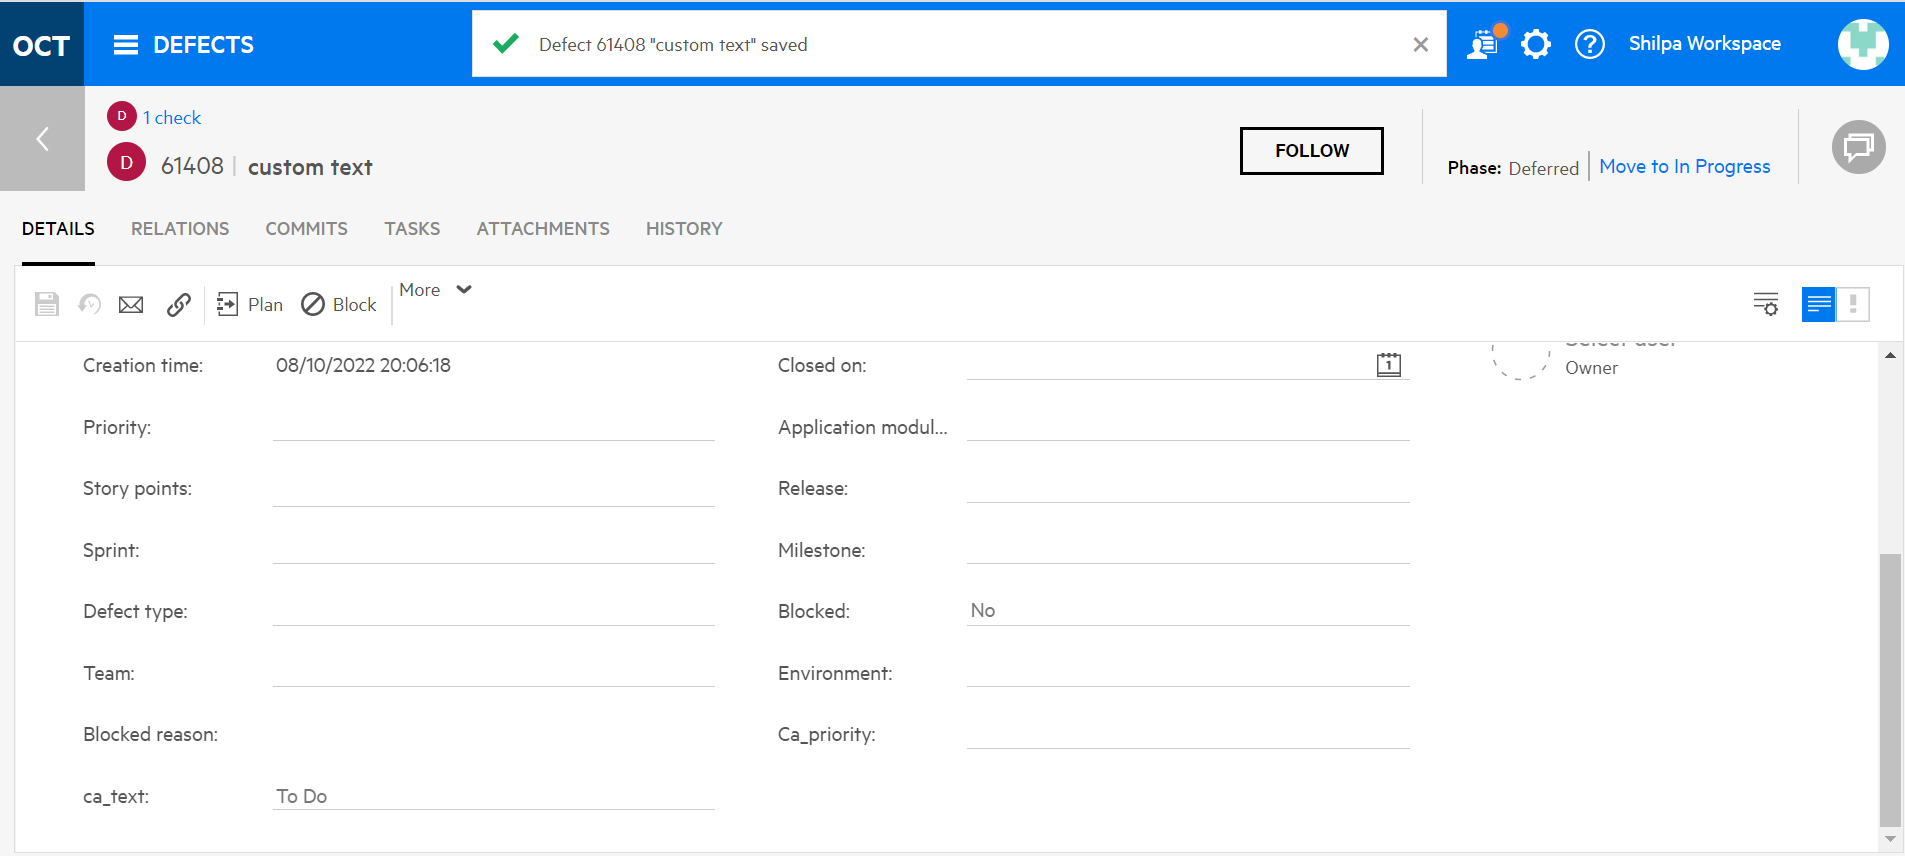 OCT
DEFECTS
Defect 61408 "custom text" saved
Shilpa Workspace
D 1 check
D 61408 custom text
FOLLOW
Phase: Deferred
Move to In Progress
DETAILS RELATIONS COMMITS TASKS ATTACHMENTS HISTORY
Plan Block More
Creation time: 08/10/2022 20:06:18
Closed on: 1
Select user
Owner
Priority:
Application modul...
Story points:
Release:
Sprint:
Milestone:
Defect type:
Blocked: No
Team:
Environment:
Blocked reason:
Ca_priority:
ca_text: To Do